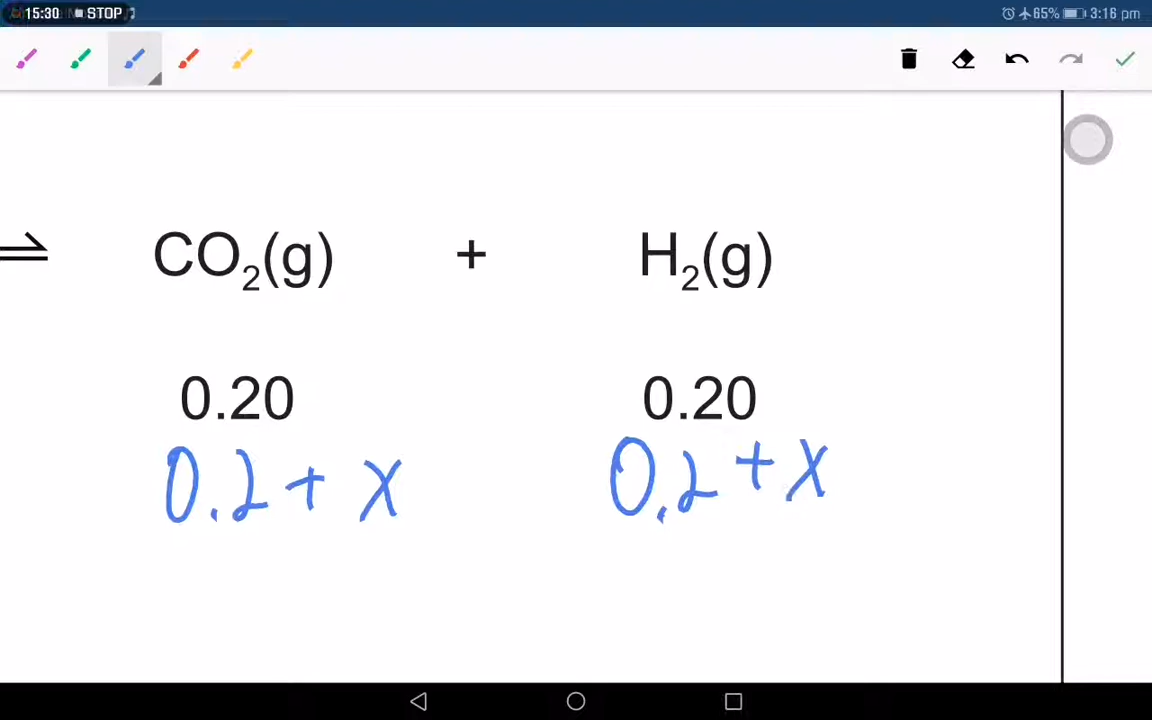 15:30 STOP 65% 3:16 pm
⇌ CO₂(g) + H₂(g)
0.20 0.20
0.2 + x 0.2 + x